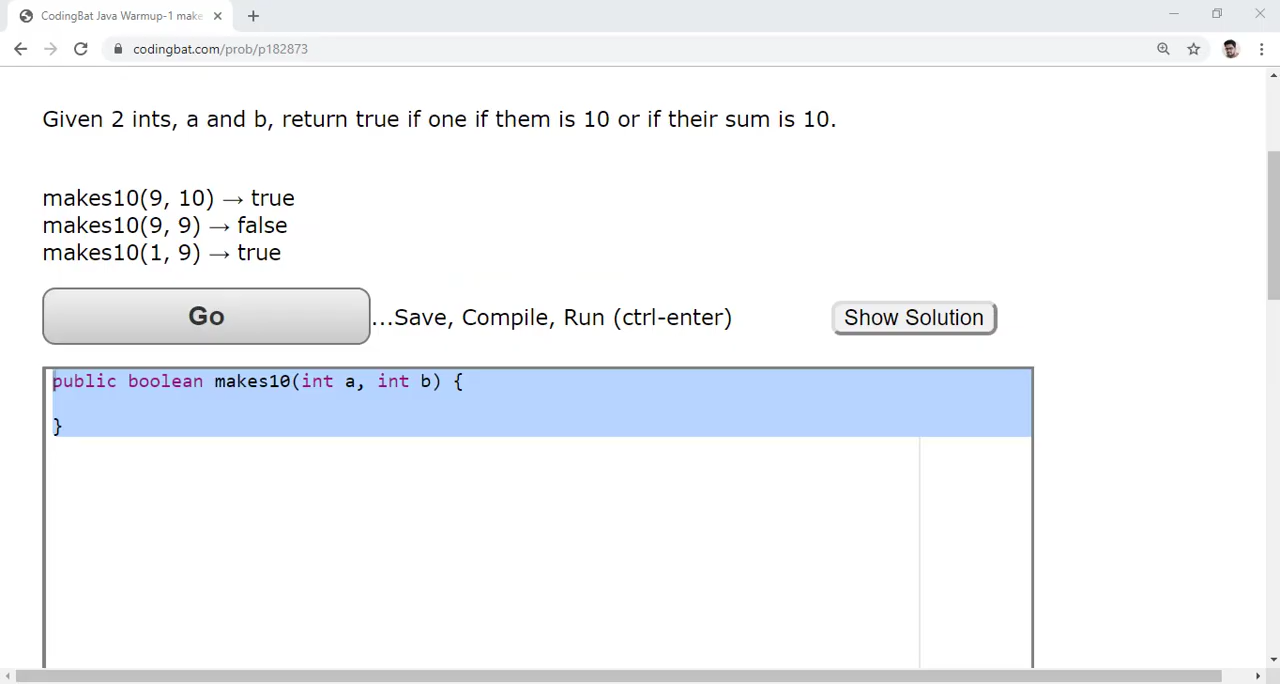 CodingBat Java Warmup-1 make
codingbat.com/prob/p182873
Given 2 ints, a and b, return true if one if them is 10 or if their sum is 10.
makes10(9, 10) → true
makes10(9, 9) → false
makes10(1, 9) → true
Go ...Save, Compile, Run (ctrl-enter) Show Solution
public boolean makes10(int a, int b) {
}